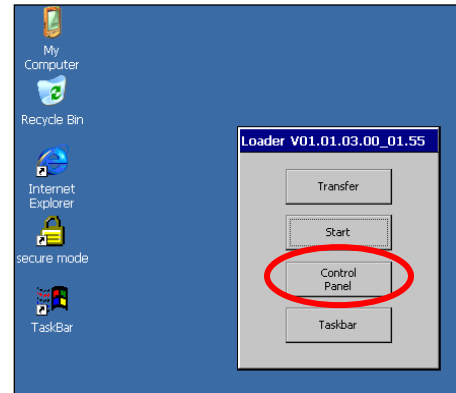 My
Computer
Recycle Bin
Internet
Explorer
secure mode
TaskBar
Loader V01.01.03.00_01.55
Transfer
Start
Control
Panel
Taskbar